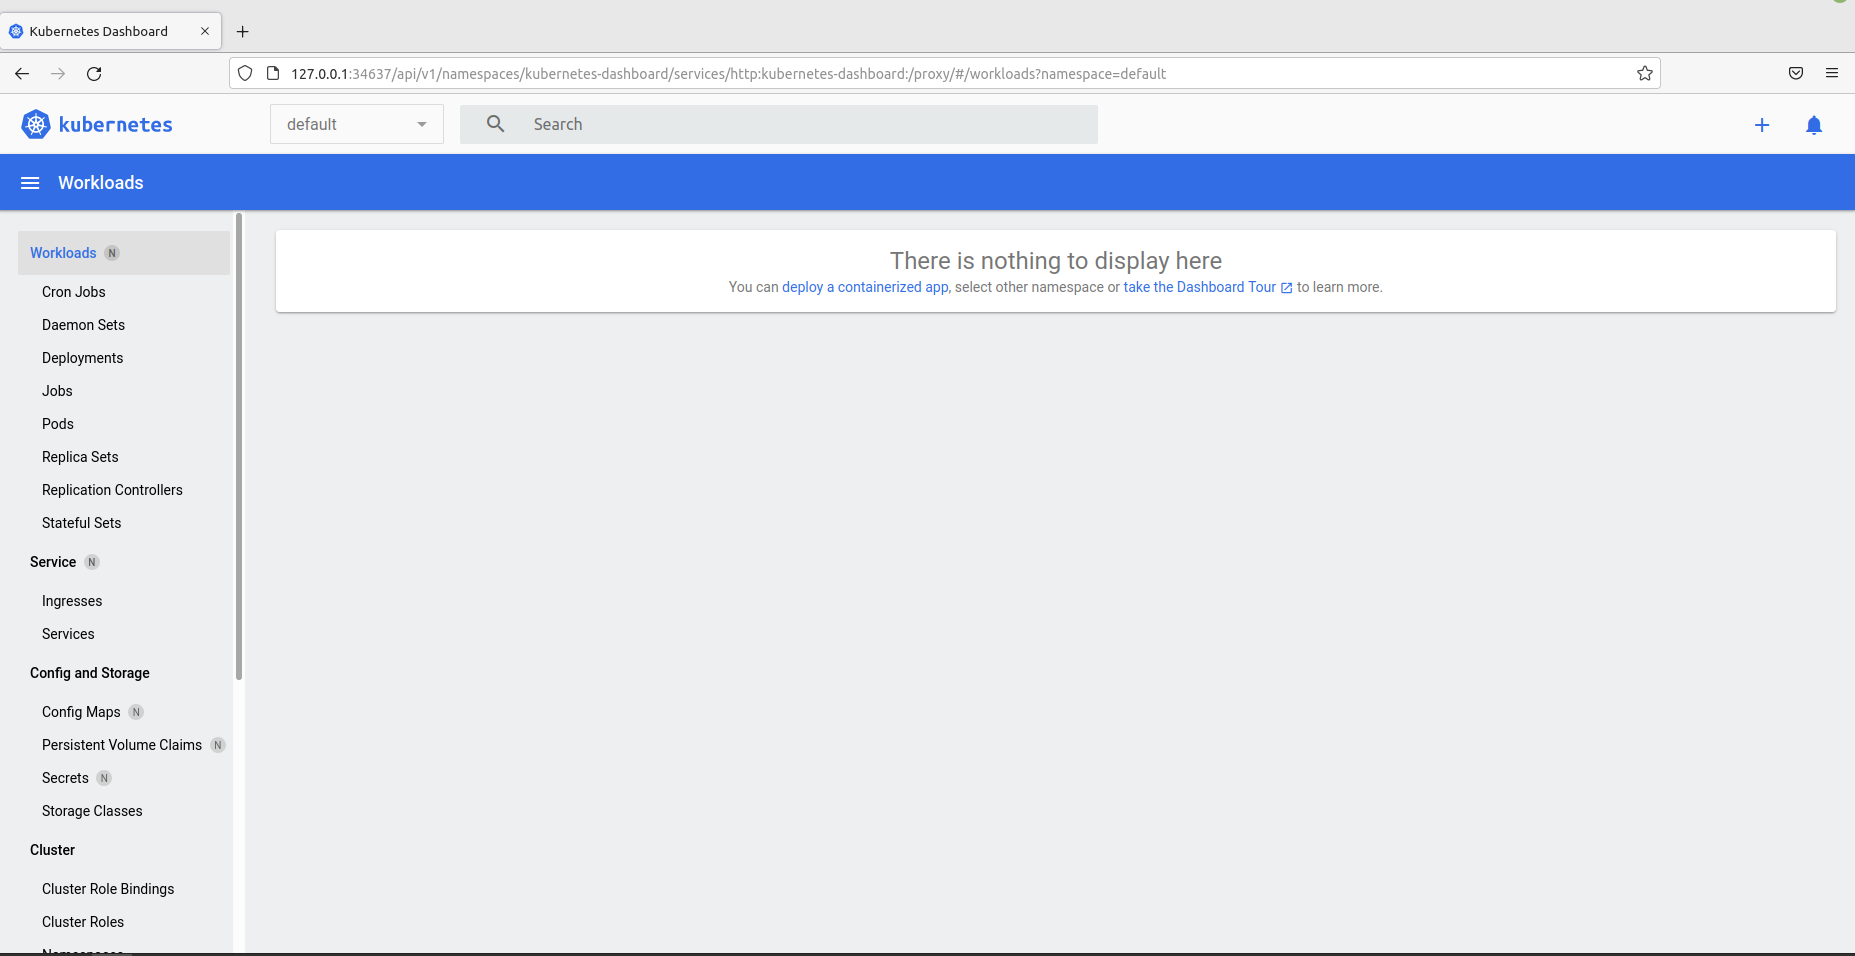 Kubernetes Dashboard
127.0.0.1:34637/api/v1/namespaces/kubernetes-dashboard/services/http:kubernetes-dashboard:/proxy/#/workloads?namespace=default
kubernetes
default
Search
Workloads
Workloads N
Cron Jobs
Daemon Sets
Deployments
Jobs
Pods
Replica Sets
Replication Controllers
Stateful Sets
Service N
Ingresses
Services
Config and Storage
Config Maps N
Persistent Volume Claims N
Secrets N
Storage Classes
Cluster
Cluster Role Bindings
Cluster Roles
There is nothing to display here
You can deploy a containerized app, select other namespace or take the Dashboard Tour to learn more.